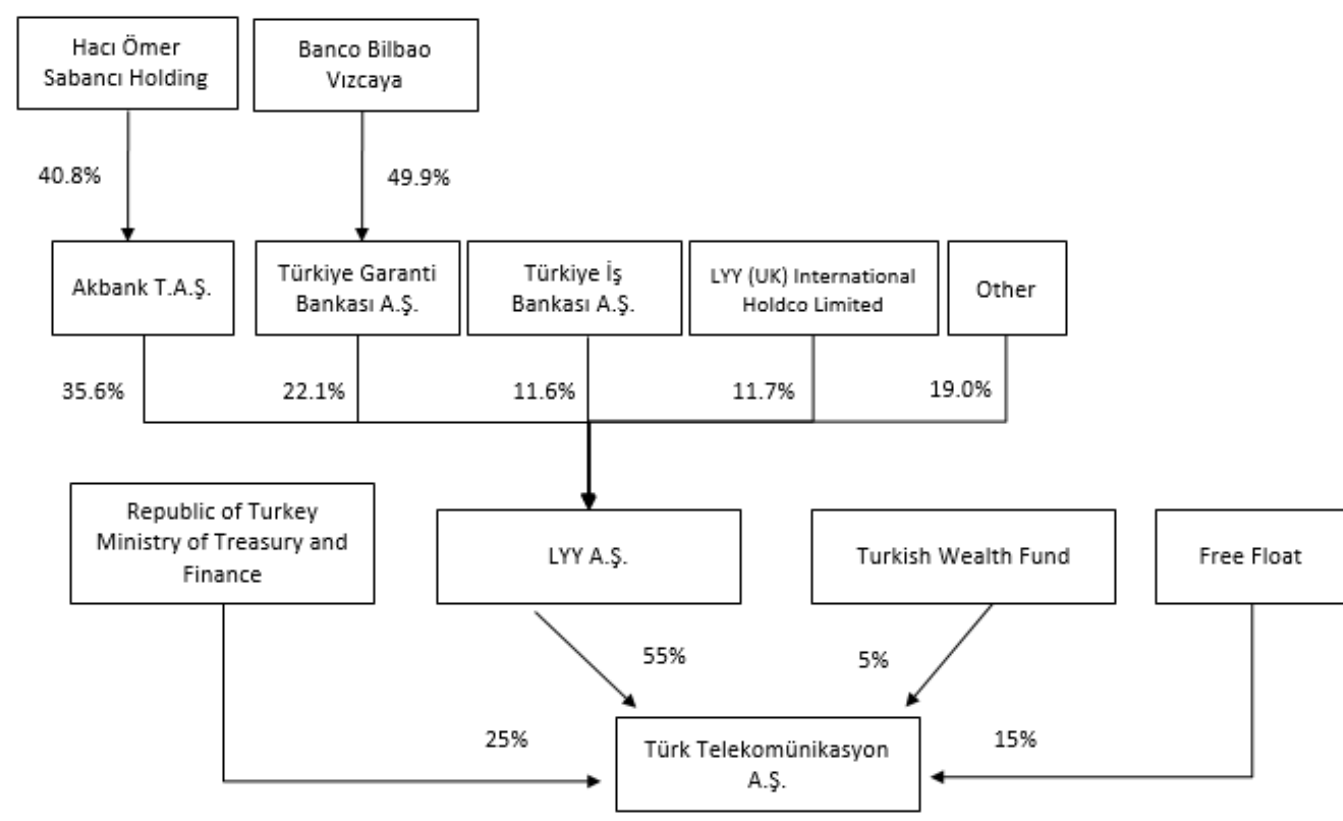 Hacı Ömer
Sabancı Holding
Banco Bilbao
Vızcaya
40.8%
49.9%
Akbank T.A.Ş.
Türkiye Garanti
Bankası A.Ş.
Türkiye İş
Bankası A.Ş.
LYY (UK) International
Holdco Limited
Other
35.6%
22.1%
11.6%
11.7%
19.0%
Republic of Turkey
Ministry of Treasury and
Finance
LYY A.Ş.
Turkish Wealth Fund
Free Float
55%
5%
25%
15%
Türk Telekomünikasyon
A.Ş.